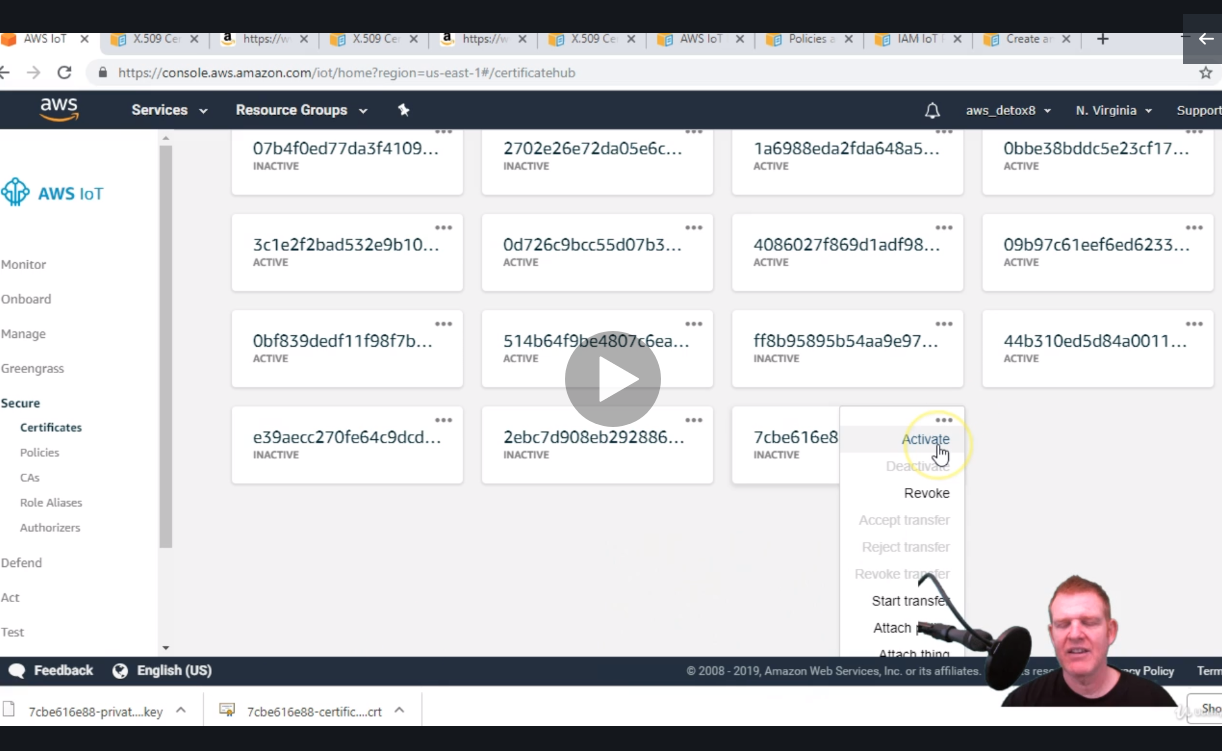 AWS IoT X.509 Ce https://w X.509 Ce https://w X.509 Ce AWS IoT Policies a IAM IoT Create an
https://console.aws.amazon.com/iot/home?region=us-east-1#/certificatehub
aws Services Resource Groups aws_detox8 N. Virginia Support
07b4f0ed77da3f4109... 2702e26e72da05e6c... 1a6988eda2fda648a5... 0bbe38bddc5e23cf17...
INACTIVE INACTIVE ACTIVE ACTIVE
AWS IoT
3c1e2f2bad532e9b10... 0d726c9bcc55d07b3... 4086027f869d1adf98... 09b97c61eef6ed6233...
ACTIVE ACTIVE ACTIVE ACTIVE
Monitor
Onboard
Manage
Greengrass
Secure
Certificates
Policies
CAs
Role Aliases
Authorizers
Defend
Act
Test
0bf839dedf11f98f7b... 514b64f9be4807c6ea... ff8b95895b54aa9e97... 44b310ed5d84a0011...
ACTIVE ACTIVE INACTIVE ACTIVE
e39aecc270fe64c9dcd... 2ebc7d908eb292886... 7cbe616e8
INACTIVE INACTIVE INACTIVE
Activate
Deactivate
Revoke
Accept transfer
Reject transfer
Revoke transfer
Start transfer
Attach
Attach thing
Feedback English (US) © 2008 - 2019, Amazon Web Services, Inc. or its affiliates. Policy Term
7cbe616e88-privat....key 7cbe616e88-certific....crt Sho